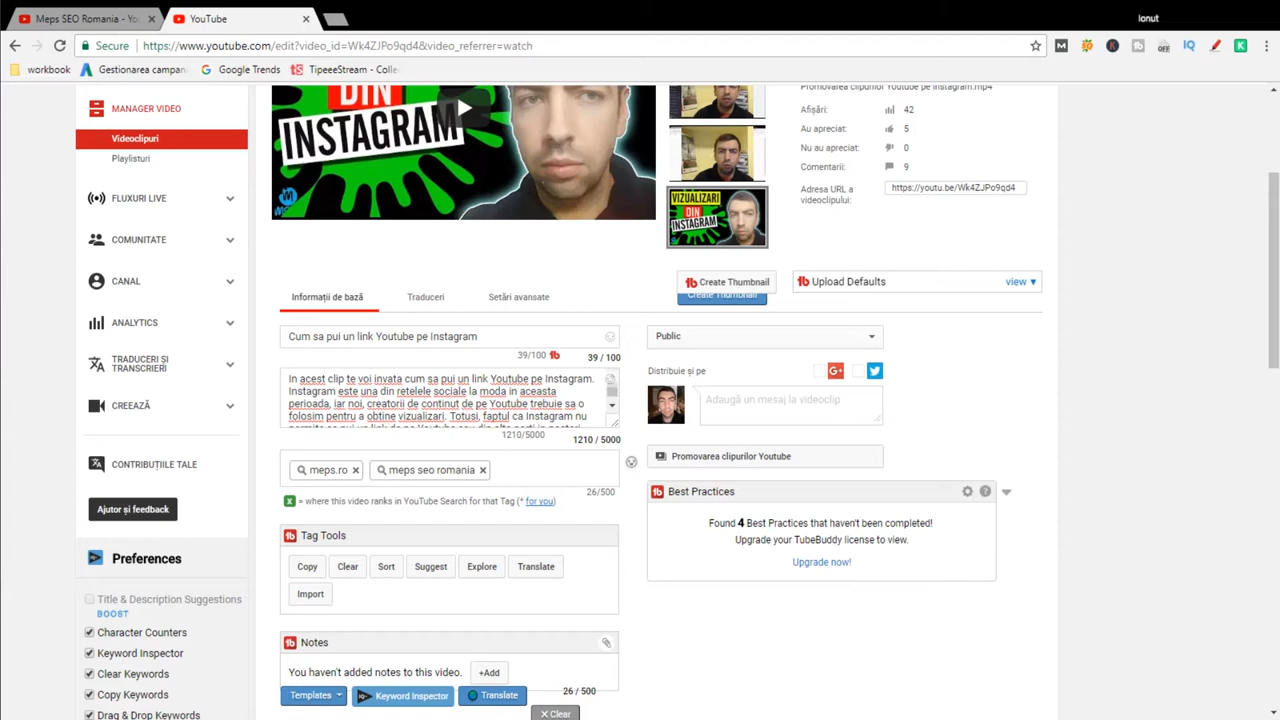 Meps SEO Romania - Yo
YouTube
Ionut
Secure
https://www.youtube.com/edit?video_id=Wk4ZJPo9qd4&video_referrer=watch
workbook
Gestionarea campani
Google Trends
TipeeeStream - Colle
MANAGER VIDEO
Videoclipuri
Playlisturi
FLUXURI LIVE
COMUNITATE
CANAL
ANALYTICS
TRADUCERI ȘI
TRANSCRIERI
CREEAZĂ
CONTRIBUȚIILE TALE
Ajutor și feedback
Preferences
Title & Description Suggestions
BOOST
Character Counters
Keyword Inspector
Clear Keywords
Copy Keywords
Drag & Drop Keywords
DIN
INSTAGRAM
VIZUALIZARI
DIN
INSTAGRAM
Promovarea clipurilor Youtube pe Instagram.mp4
Afișări: 42
Au apreciat: 5
Nu au apreciat: 0
Comentarii: 9
Adresa URL a
videoclipului:
https://youtu.be/Wk4ZJPo9qd4
Create Thumbnail
Create Thumbnail
Upload Defaults
view ▾
Informații de bază
Traduceri
Setări avansate
Cum sa pui un link Youtube pe Instagram
39/100
39 / 100
In acest clip te voi invata cum sa pui un link Youtube pe Instagram.
Instagram este una din retelele sociale la moda in aceasta
perioada, iar noi, creatorii de continut de pe Youtube trebuie sa o
folosim pentru a obtine vizualizari. Totusi, faptul ca Instagram nu
1210/5000
1210 / 5000
meps.ro ×
meps seo romania ×
26/500
X = where this video ranks in YouTube Search for that Tag (* for you)
Tag Tools
Copy
Clear
Sort
Suggest
Explore
Translate
Import
Notes
You haven't added notes to this video.
+Add
Templates
Keyword Inspector
Translate
26 / 500
× Clear
Public
Distribuie și pe
G+
Adaugă un mesaj la videoclip
Promovarea clipurilor Youtube
Best Practices
Found 4 Best Practices that haven't been completed!
Upgrade your TubeBuddy license to view.
Upgrade now!